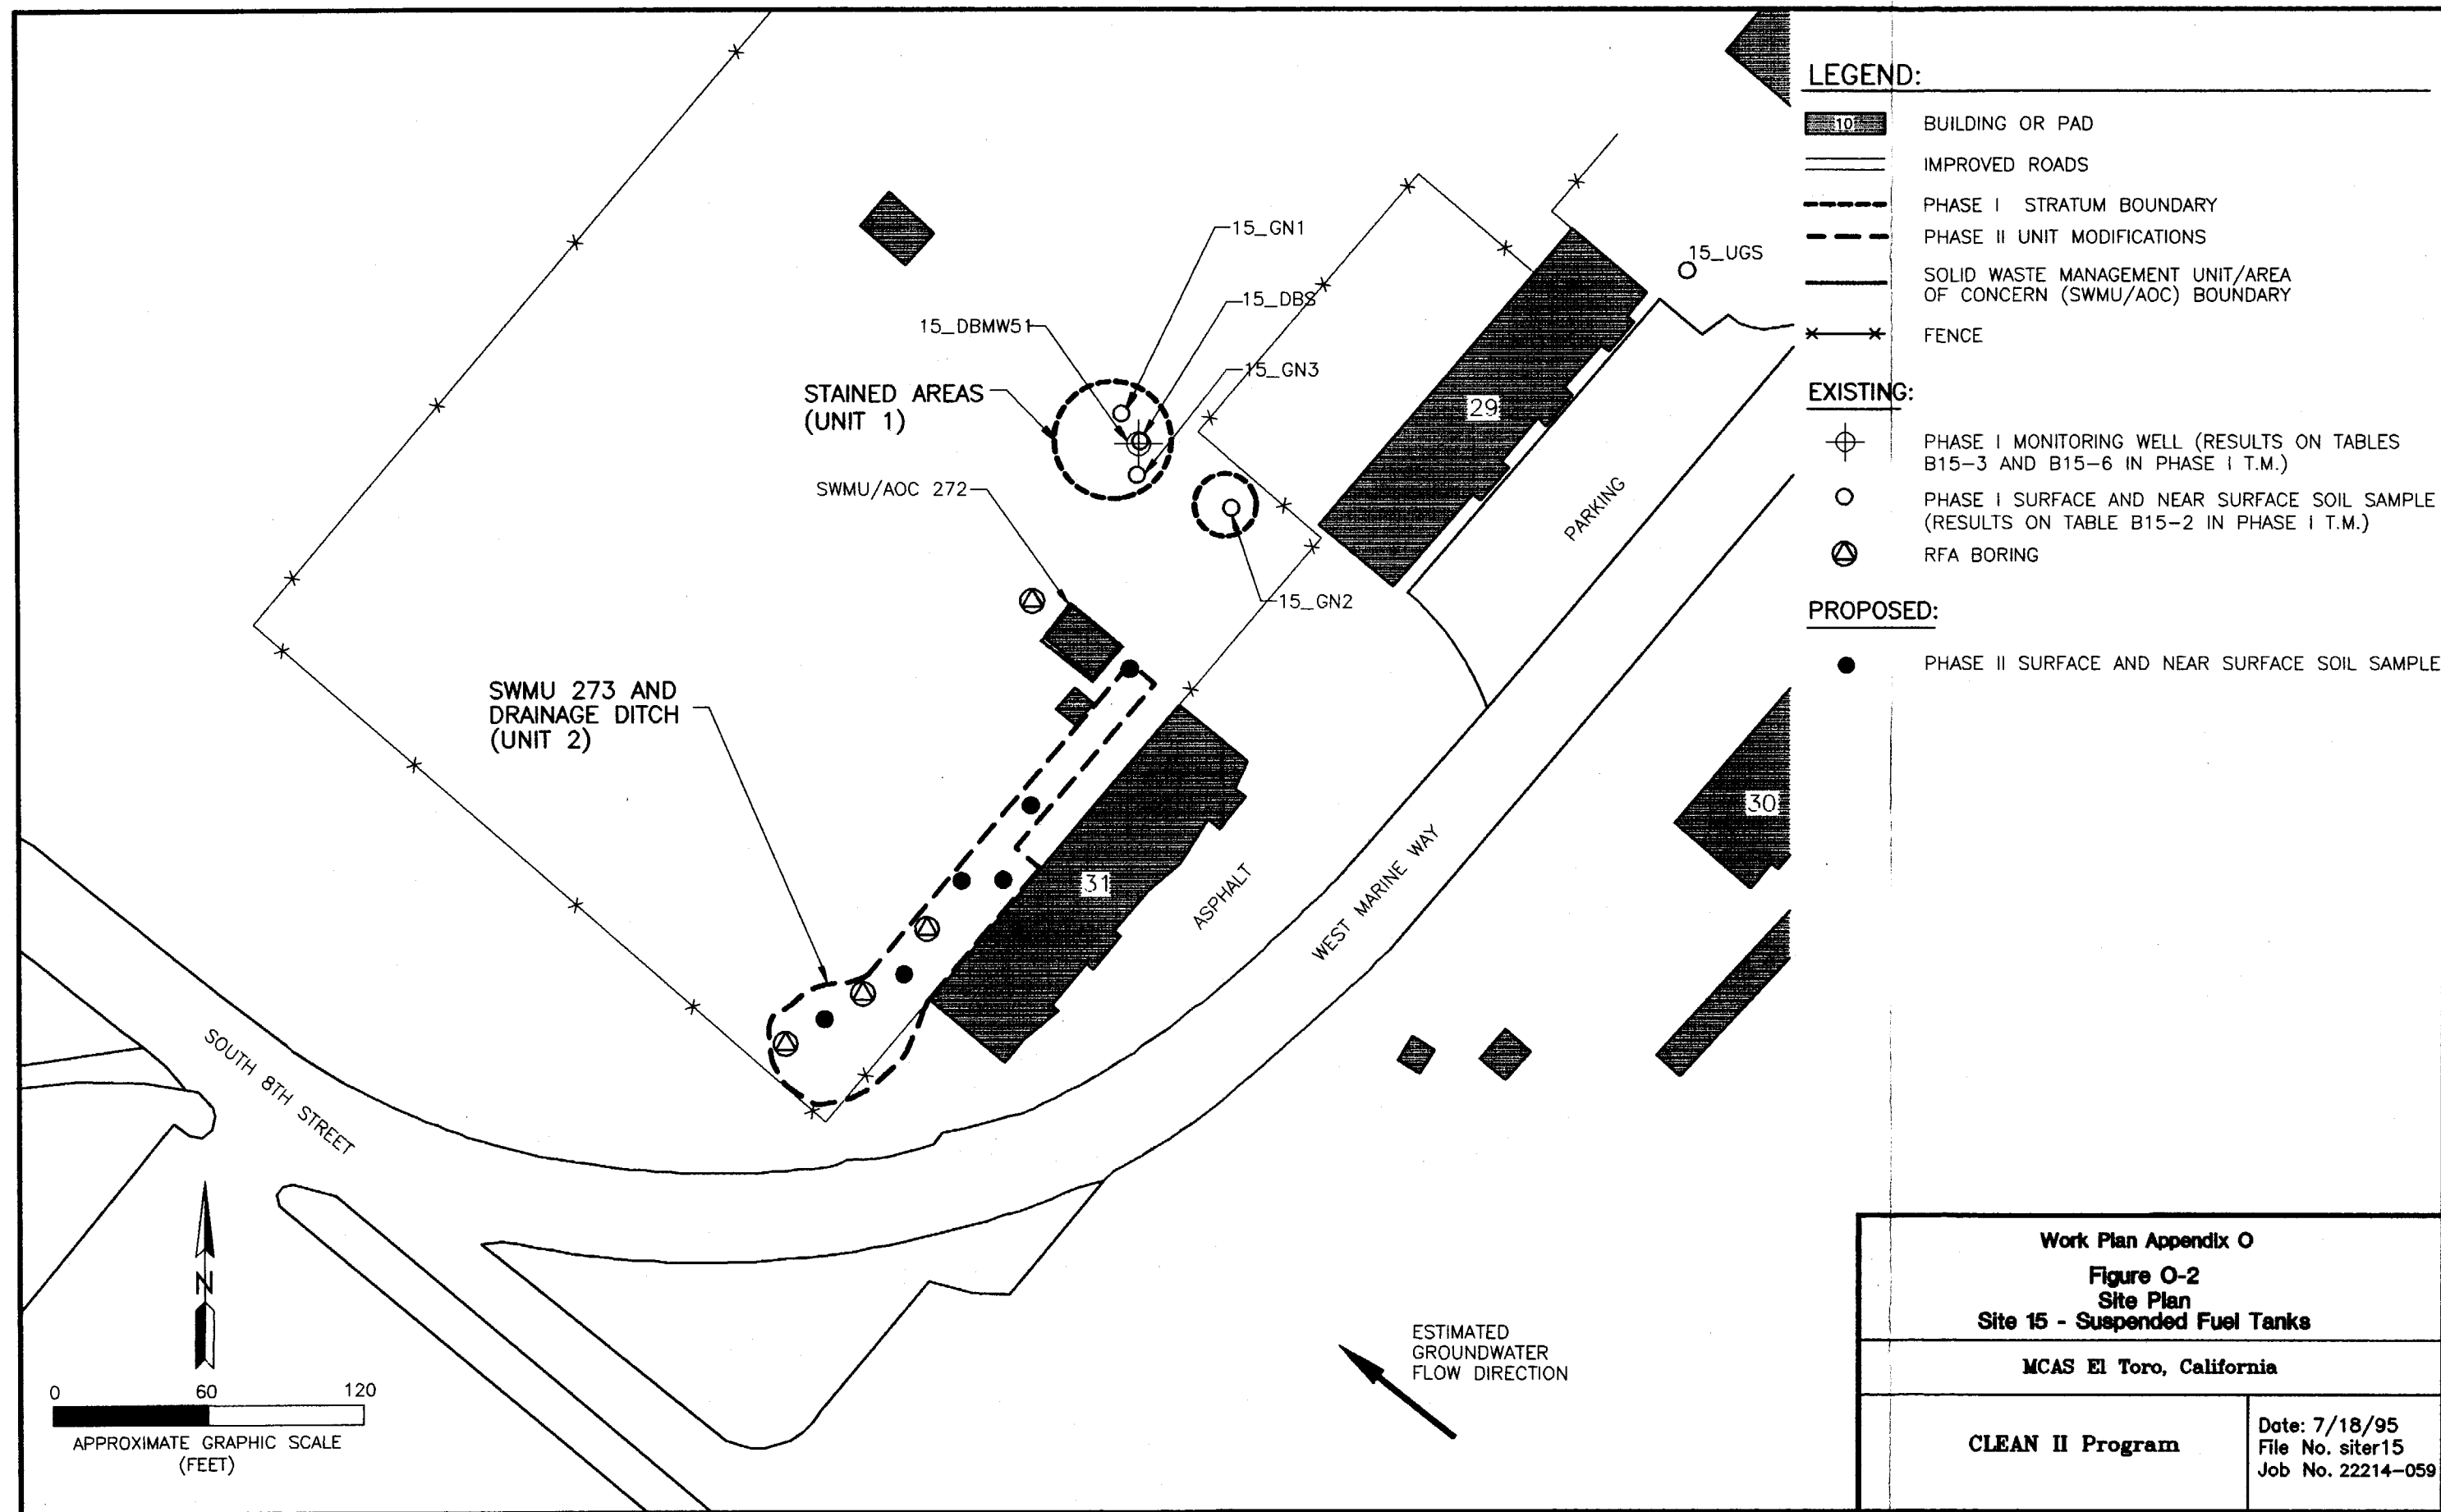 LEGEND:
10
BUILDING OR PAD
IMPROVED ROADS
PHASE I STRATUM BOUNDARY
PHASE II UNIT MODIFICATIONS
SOLID WASTE MANAGEMENT UNIT/AREA
OF CONCERN (SWMU/AOC) BOUNDARY
FENCE
EXISTING:
PHASE I MONITORING WELL (RESULTS ON TABLES
B15-3 AND B15-6 IN PHASE I T.M.)
PHASE I SURFACE AND NEAR SURFACE SOIL SAMPLE
(RESULTS ON TABLE B15-2 IN PHASE I T.M.)
RFA BORING
PROPOSED:
PHASE II SURFACE AND NEAR SURFACE SOIL SAMPLE
15_GN1
15_UGS
15_DBS
15_DBMW51
15_GN3
STAINED AREAS
(UNIT 1)
29
SWMU/AOC 272
PARKING
15_GN2
SWMU 273 AND
DRAINAGE DITCH
(UNIT 2)
30
31
ASPHALT
WEST MARINE WAY
SOUTH 8TH STREET
N
0 60 120
APPROXIMATE GRAPHIC SCALE
(FEET)
ESTIMATED
GROUNDWATER
FLOW DIRECTION
Work Plan Appendix O
Figure O-2
Site Plan
Site 15 - Suspended Fuel Tanks
MCAS El Toro, California
CLEAN II Program
Date: 7/18/95
File No. siter15
Job No. 22214-059